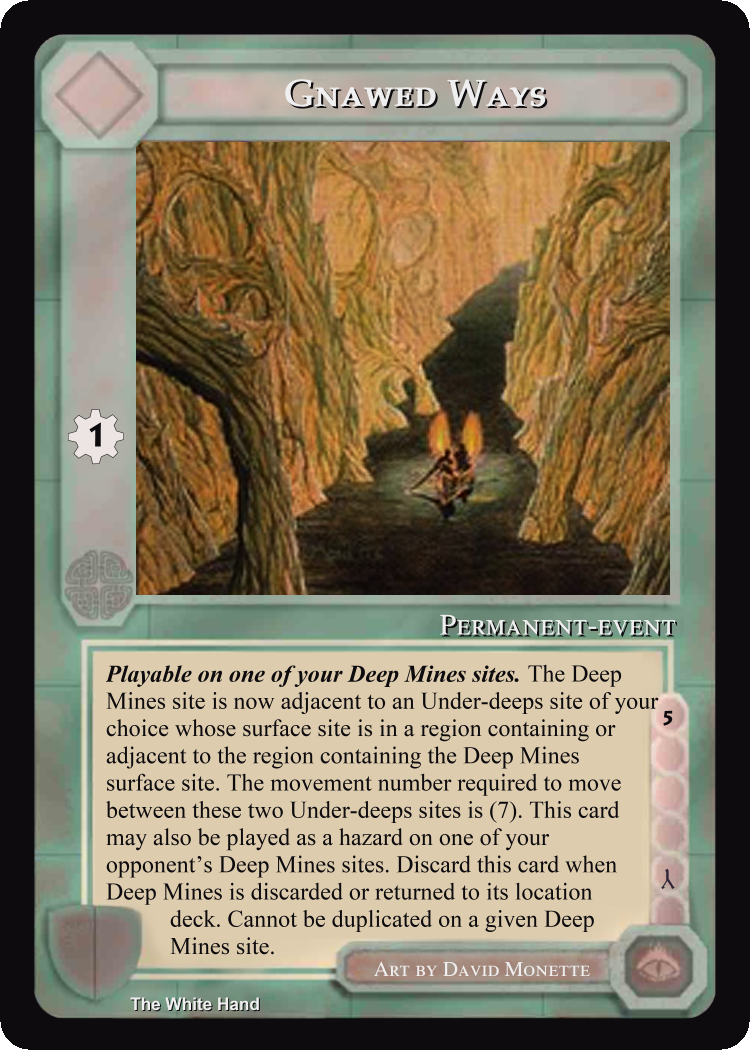 Gnawed Ways
1
Permanent-event
Playable on one of your Deep Mines sites. The Deep
Mines site is now adjacent to an Under-deeps site of your
choice whose surface site is in a region containing or
adjacent to the region containing the Deep Mines
surface site. The movement number required to move
between these two Under-deeps sites is (7). This card
may also be played as a hazard on one of your
opponent’s Deep Mines sites. Discard this card when
Deep Mines is discarded or returned to its location
deck. Cannot be duplicated on a given Deep
Mines site.
5
Art by David Monette
The White Hand